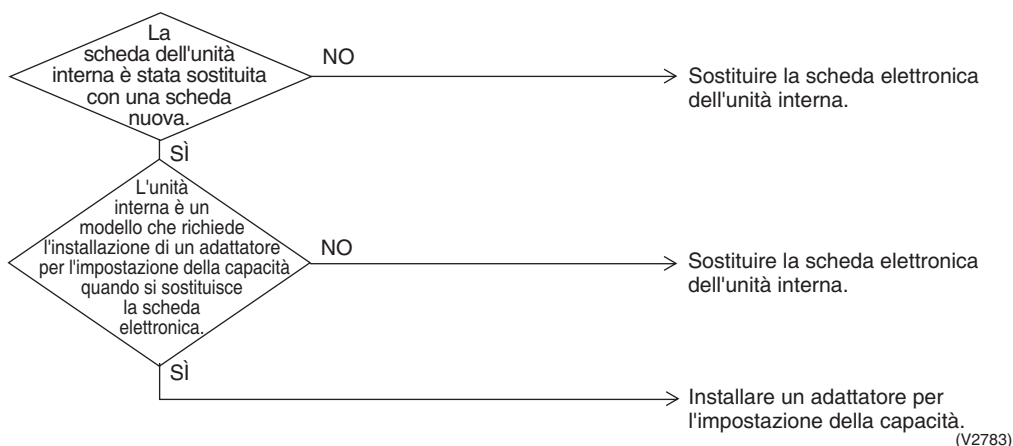 La
scheda dell'unità
interna è stata sostituita
con una scheda
nuova.
NO
Sostituire la scheda elettronica
dell'unità interna.
SÌ
L'unità
interna è un
modello che richiede
l'installazione di un adattatore
per l'impostazione della capacità
quando si sostituisce
la scheda
elettronica.
NO
Sostituire la scheda elettronica
dell'unità interna.
SÌ
Installare un adattatore per
l'impostazione della capacità.
(V2783)